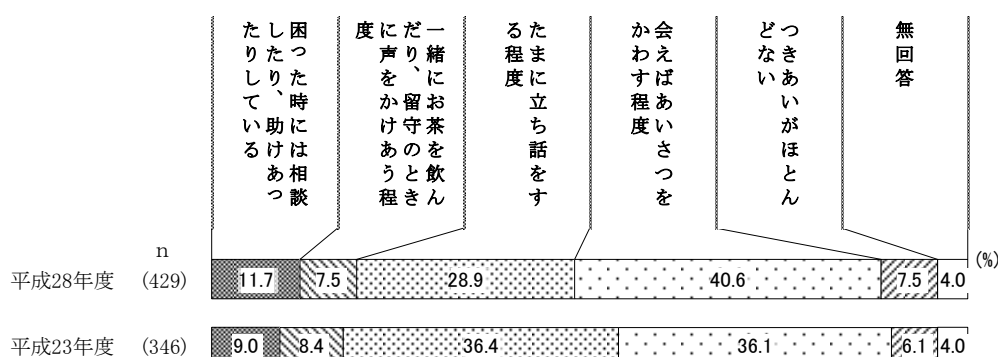 困った時には相談
したり、助けあっ
たりしている
一緒にお茶を飲ん
だり、留守のとき
に声をかけあう程
度
たまに立ち話をす
る程度
会えばあいさつを
かわす程度
つきあいがほとん
どない
無回答
n
(%)
平成28年度 (429) 11.7 7.5 28.9 40.6 7.5 4.0
平成23年度 (346) 9.0 8.4 36.4 36.1 6.1 4.0